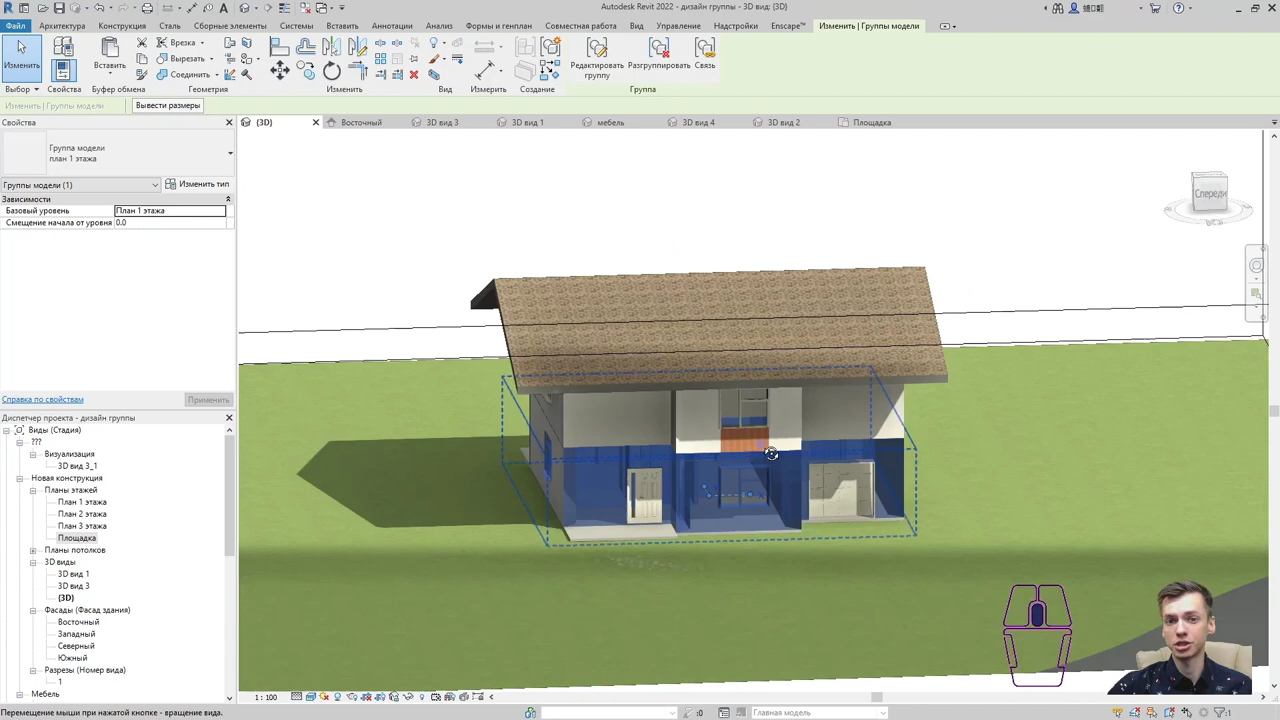 Autodesk Revit 2022 - дизайн группы - 3D вид: {3D}
Файл Архитектура Конструкция Сталь Сборные элементы Системы Вставить Аннотации Анализ Формы и генплан Совместная работа Вид Управление Надстройки Enscape™ Изменить | Группы модели
Изменить Вставить Врезка Вырезать Соединить Редактировать группу Разгруппировать Связь
Выбор Свойства Буфер обмена Геометрия Изменить Вид Измерить Создание Группа
Изменить | Группы модели Вывести размеры
Свойства {3D} Восточный 3D вид 3 3D вид 1 мебель 3D вид 4 3D вид 2 Площадка
Группа модели
план 1 этажа
Группы модели (1) Изменить тип
Зависимости
Базовый уровень План 1 этажа
Смещение начала от уровня 0.0
Спереди
Справка по свойствам Применить
Диспетчер проекта - дизайн группы
Виды (Стадия)
???
Визуализация
3D вид 3_1
Новая конструкция
Планы этажей
План 1 этажа
План 2 этажа
План 3 этажа
Площадка
Планы потолков
3D виды
3D вид 1
3D вид 3
{3D}
Фасады (Фасад здания)
Восточный
Западный
Северный
Южный
Разрезы (Номер вида)
1
Мебель
1 : 100
Перемещение мыши при нажатой кнопке - вращение вида. :0 Главная модель :1